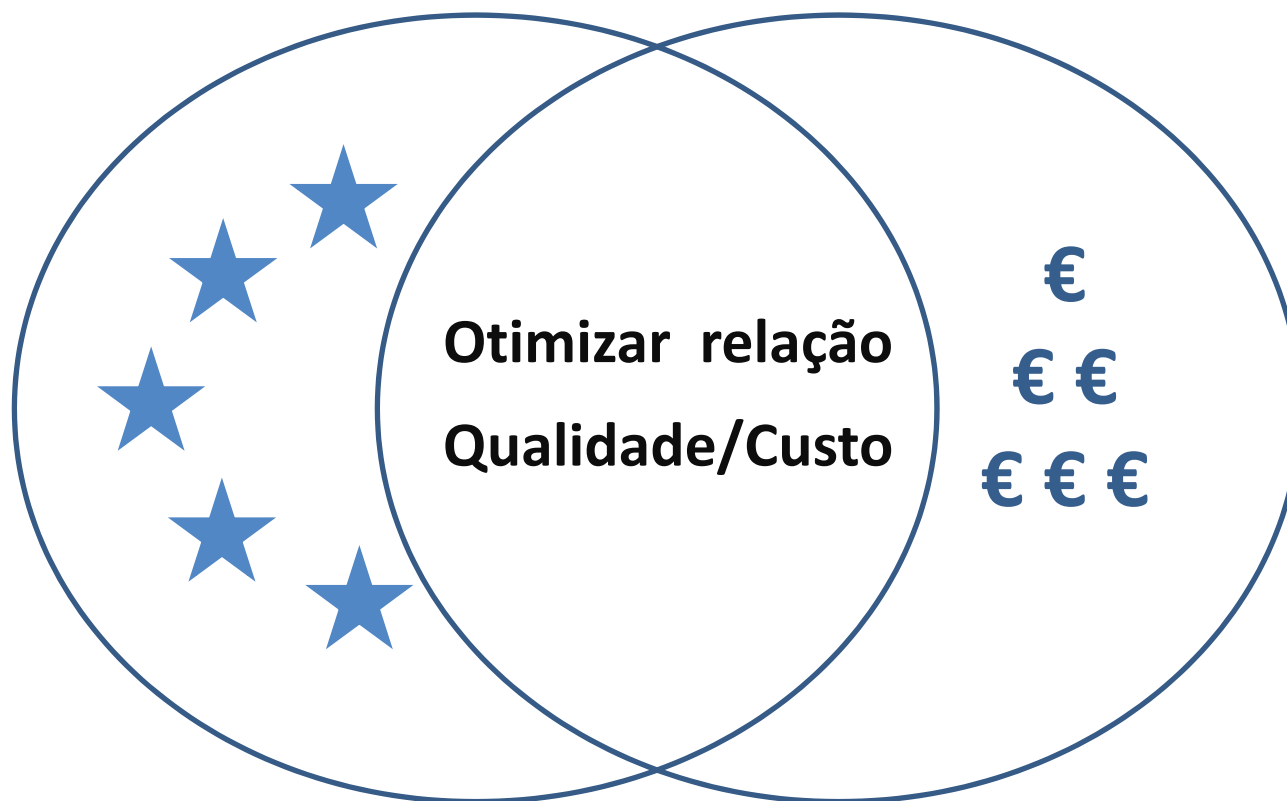 €
€ €
Otimizar relação
Qualidade/Custo
€ € €